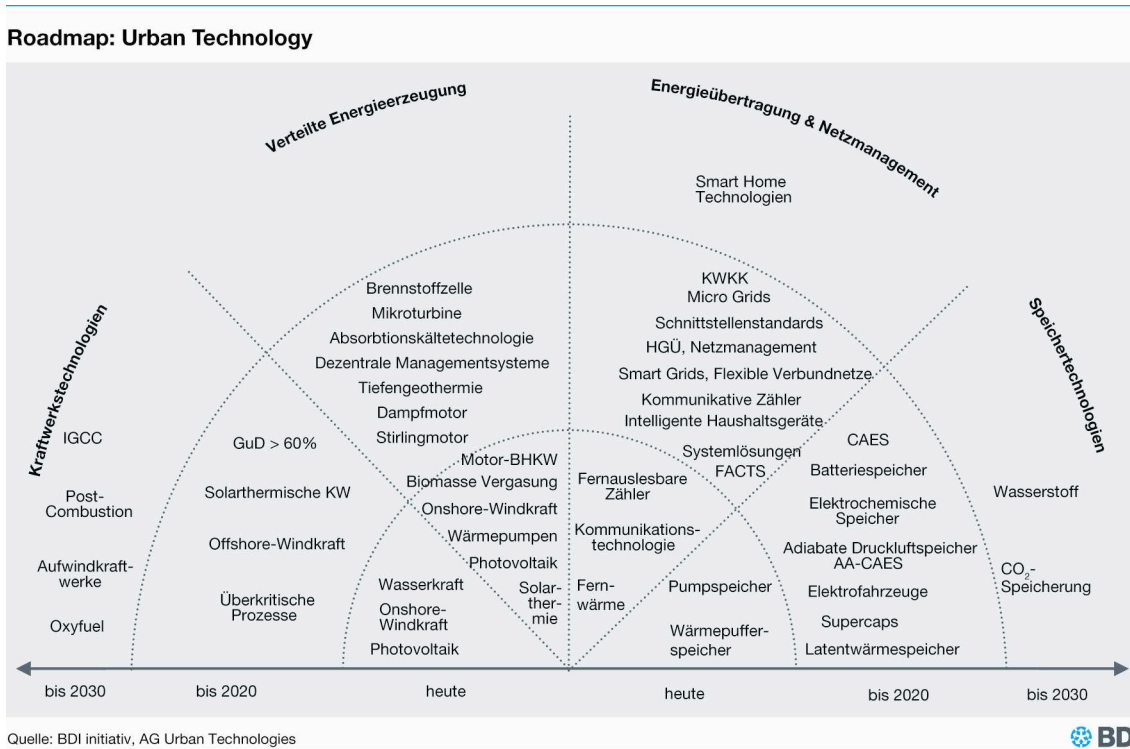 Roadmap: Urban Technology
Verteilte Energieerzeugung
Energieübertragung & Netzmanagement
Kraftwerkstechnologien
Speichertechnologien
IGCC
Post-
Combustion
Aufwindkraft-
werke
Oxyfuel
GuD > 60%
Solarthermische KW
Offshore-Windkraft
Überkritische
Prozesse
Wasserkraft
Onshore-
Windkraft
Photovoltaik
Brennstoffzelle
Mikroturbine
Absorbtionskältetechnologie
Dezentrale Managementsysteme
Tiefengeothermie
Dampfmotor
Stirlingmotor
Motor-BHKW
Biomasse Vergasung
Onshore-Windkraft
Wärmepumpen
Photovoltaik
Solar-
ther-
mie
Smart Home
Technologien
KWKK
Micro Grids
Schnittstellenstandards
HGÜ, Netzmanagement
Smart Grids, Flexible Verbundnetze
Kommunikative Zähler
Intelligente Haushaltsgeräte
Systemlösungen
FACTS
Fernauslesbare
Zähler
Kommunikations-
technologie
Fern-
wärme
Pumpspeicher
Wärmepuffer-
speicher
CAES
Batteriespeicher
Elektrochemische
Speicher
Adiabate Druckluftspeicher
AA-CAES
Elektrofahrzeuge
Supercaps
Latentwärmespeicher
Wasserstoff
CO2-
Speicherung
bis 2030
bis 2020
heute
heute
bis 2020
bis 2030
Quelle: BDI initiativ, AG Urban Technologies
BD